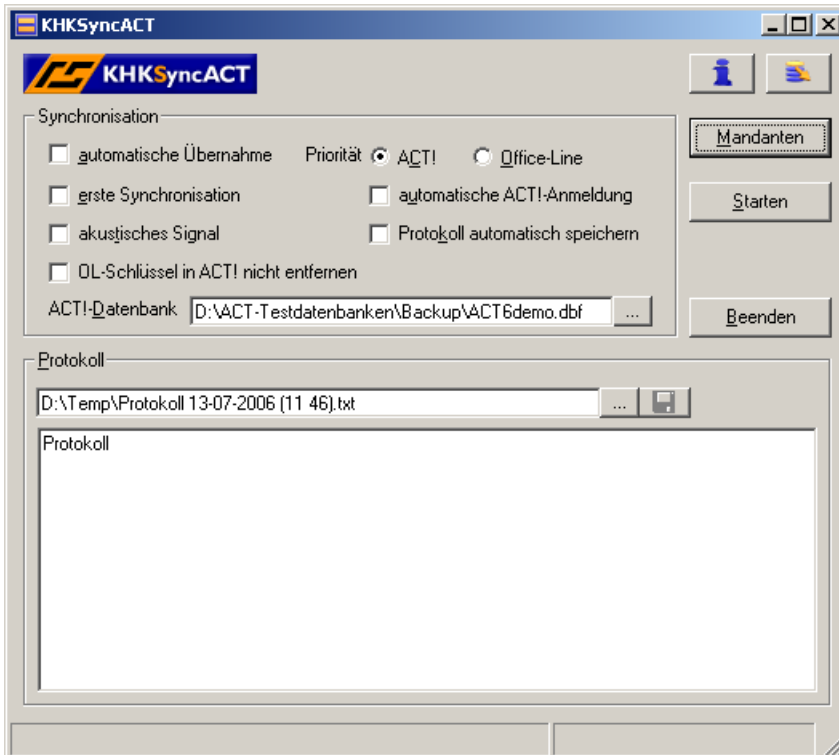 KHKSyncACT
KHKSyncACT
Synchronisation
automatische Übernahme Priorität ACT! Office-Line
Mandanten
erste Synchronisation automatische ACT!-Anmeldung
Starten
akustisches Signal Protokoll automatisch speichern
OL-Schlüssel in ACT! nicht entfernen
ACT!-Datenbank D:\ACT-Testdatenbanken\Backup\ACT6demo.dbf ...
Beenden
Protokoll
D:\Temp\Protokoll 13-07-2006 (11 46).txt ...
Protokoll